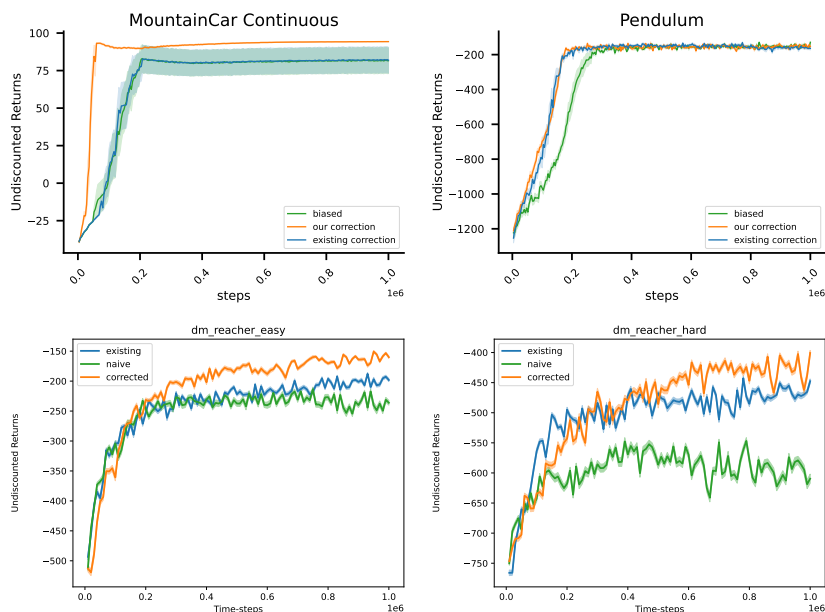 MountainCar Continuous
Undiscounted Returns
100
75
50
25
0
−25
biased
our correction
existing correction
0.0
0.2
0.4
0.6
0.8
1.0
1e6
steps
Pendulum
Undiscounted Returns
−200
−400
−600
−800
−1000
−1200
biased
our correction
existing correction
0.0
0.2
0.4
0.6
0.8
1.0
1e6
steps
dm_reacher_easy
Undiscounted Returns
−150
−200
−250
−300
−350
−400
−450
−500
existing
naive
corrected
0.0
0.2
0.4
0.6
0.8
1.0
1e6
Time-steps
dm_reacher_hard
Undiscounted Returns
−400
−450
−500
−550
−600
−650
−700
−750
existing
naive
corrected
0.0
0.2
0.4
0.6
0.8
1.0
1e6
Time-steps